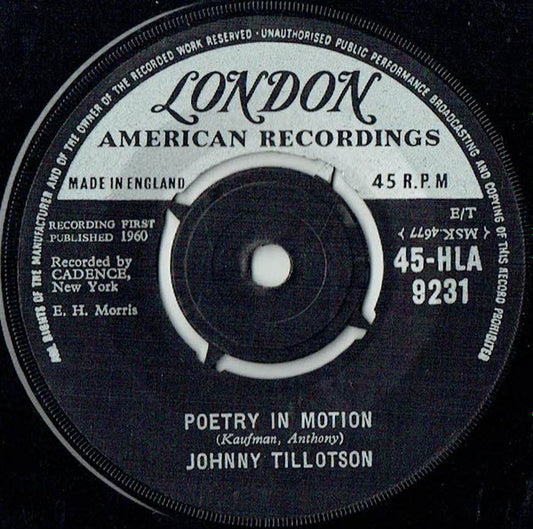 ALL RIGHTS OF THE MANUFACTURER AND OF THE OWNER OF THE RECORDED WORK RESERVED · UNAUTHORISED PUBLIC PERFORMANCE BROADCASTING AND COPYING OF THIS RECORD PROHIBITED
LONDON
AMERICAN RECORDINGS
MADE IN ENGLAND
45 R.P.M
RECORDING FIRST
PUBLISHED 1960
Recorded by
CADENCE,
New York
E. H. Morris
E/T
< MSK.4677 >
45-HLA
9231
POETRY IN MOTION
(Kaufman, Anthony)
JOHNNY TILLOTSON